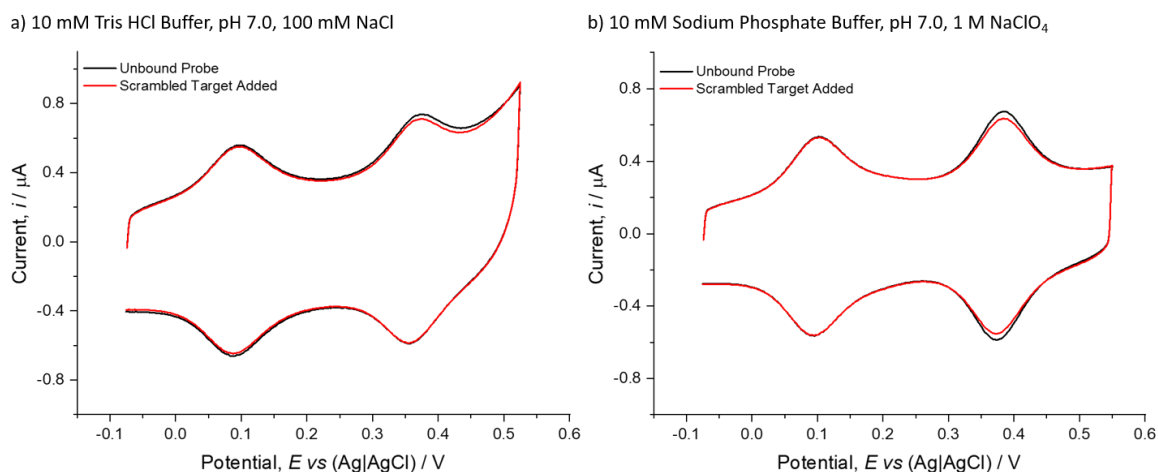 a) 10 mM Tris HCl Buffer, pH 7.0, 100 mM NaCl
Unbound Probe
Scrambled Target Added
0.8
0.4
0.0
-0.4
-0.8
Current, i / μA
-0.1 0.0 0.1 0.2 0.3 0.4 0.5 0.6
Potential, E vs (Ag|AgCl) / V
b) 10 mM Sodium Phosphate Buffer, pH 7.0, 1 M NaClO₄
Unbound Probe
Scrambled Target Added
0.8
0.4
0.0
-0.4
-0.8
Current, i / μA
-0.1 0.0 0.1 0.2 0.3 0.4 0.5 0.6
Potential, E vs (Ag|AgCl) / V